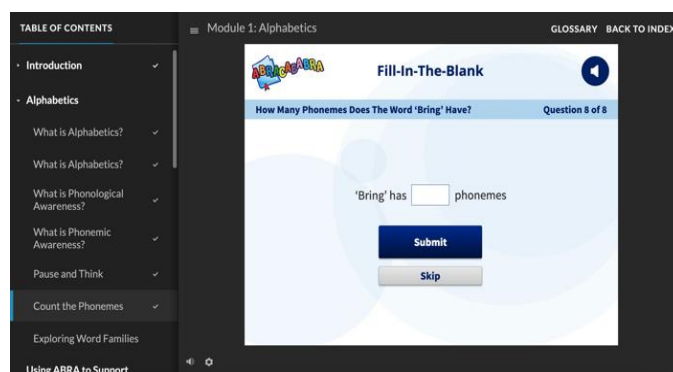 TABLE OF CONTENTS
Introduction
Alphabetics
What is Alphabetics?
What is Alphabetics?
What is Phonological
Awareness?
What is Phonemic
Awareness?
Pause and Think
Count the Phonemes
Exploring Word Families
Using ABRA to Support
Module 1: Alphabetics
GLOSSARY BACK TO INDEX
ABRACADABRA
Fill-In-The-Blank
How Many Phonemes Does The Word 'Bring' Have? Question 8 of 8
'Bring' has phonemes
Submit
Skip